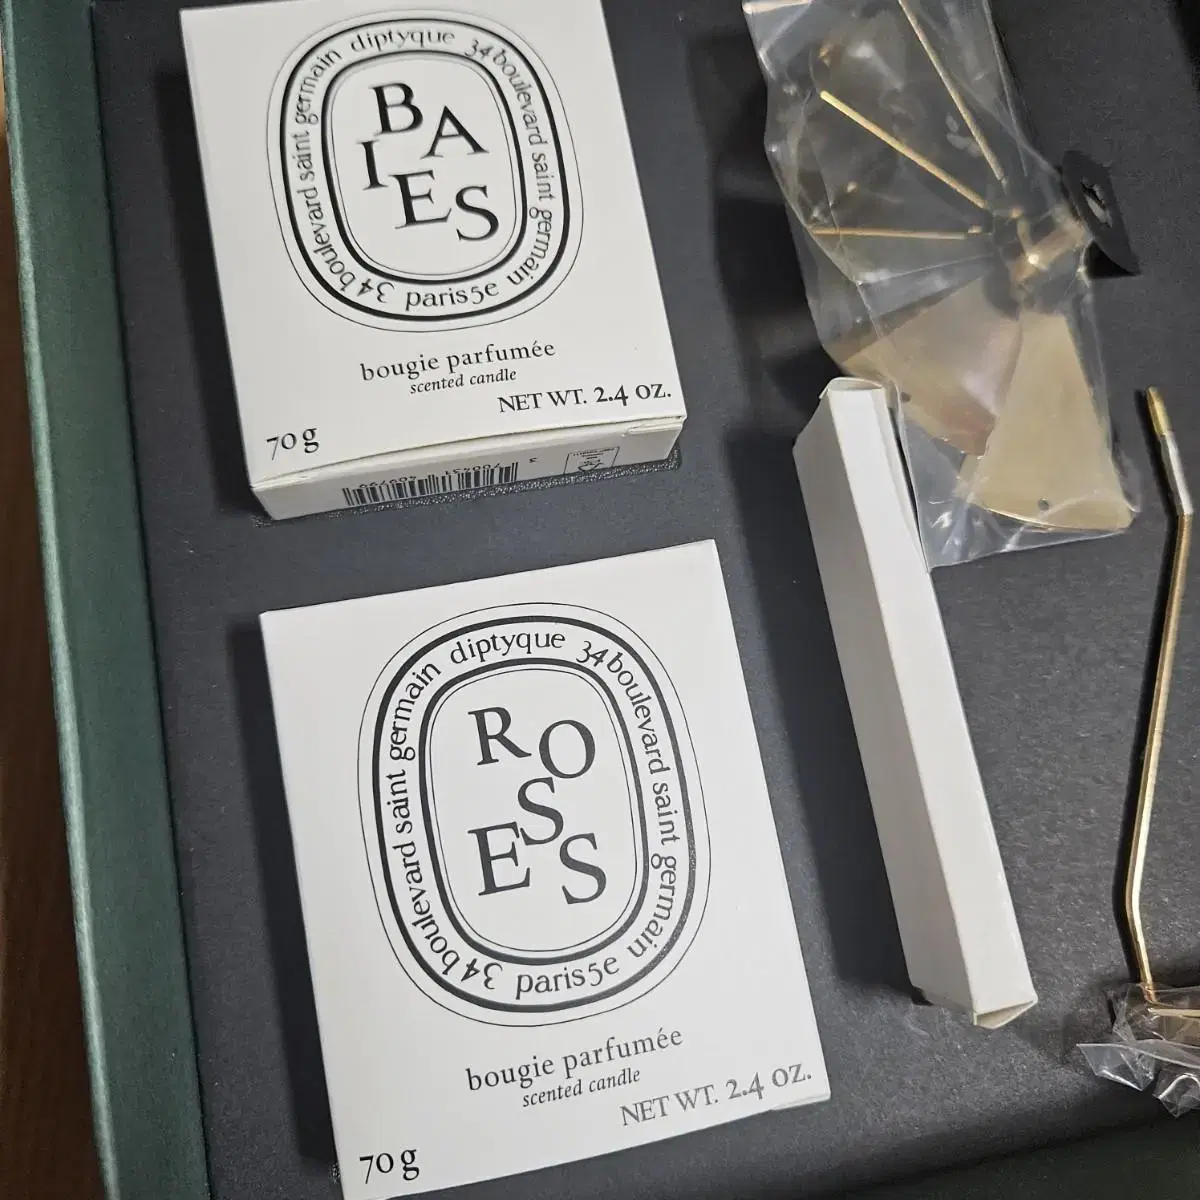 diptyque 34 boulevard saint germain paris5e 34 boulevard saint germain
BAIES
bougie parfumée
scented candle
NET WT. 2.4 OZ.
70 g
diptyque 34 boulevard saint germain paris5e 34 boulevard saint germain
ROSES
bougie parfumée
scented candle
NET WT. 2.4 OZ.
70 g